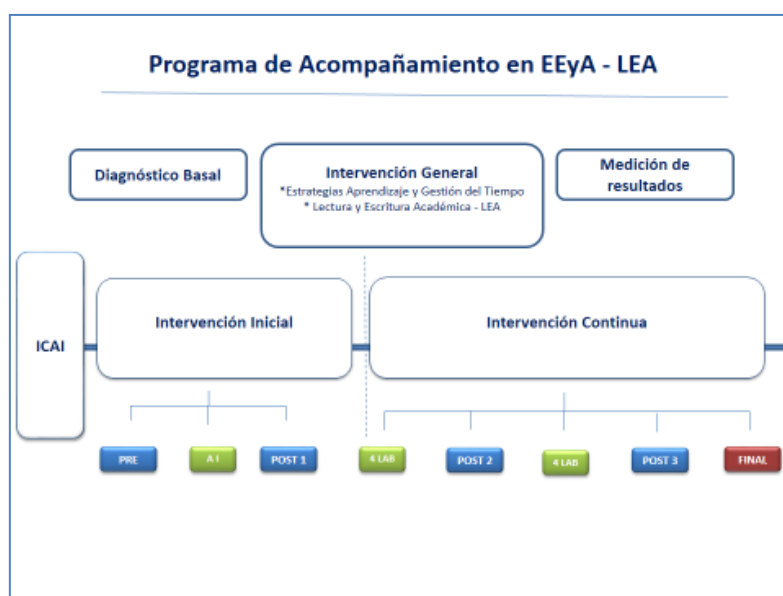 Programa de Acompañamiento en EEyA - LEA
Diagnóstico Basal
Intervención General
*Estrategias Aprendizaje y Gestión del Tiempo
* Lectura y Escritura Académica - LEA
Medición de
resultados
ICAI
Intervención Inicial
Intervención Continua
PRE
A I
POST 1
4 LAB
POST 2
4 LAB
POST 3
FINAL